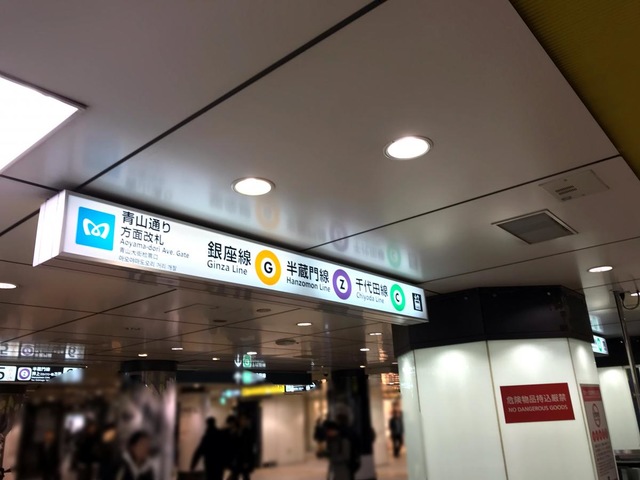 青山通り
方面改札
Aoyama-dori Ave. Gate
銀座線
Ginza Line
G
半蔵門線
Hanzomon Line
Z
千代田線
Chiyoda Line
C
危険物品持込厳禁
NO DANGEROUS GOODS